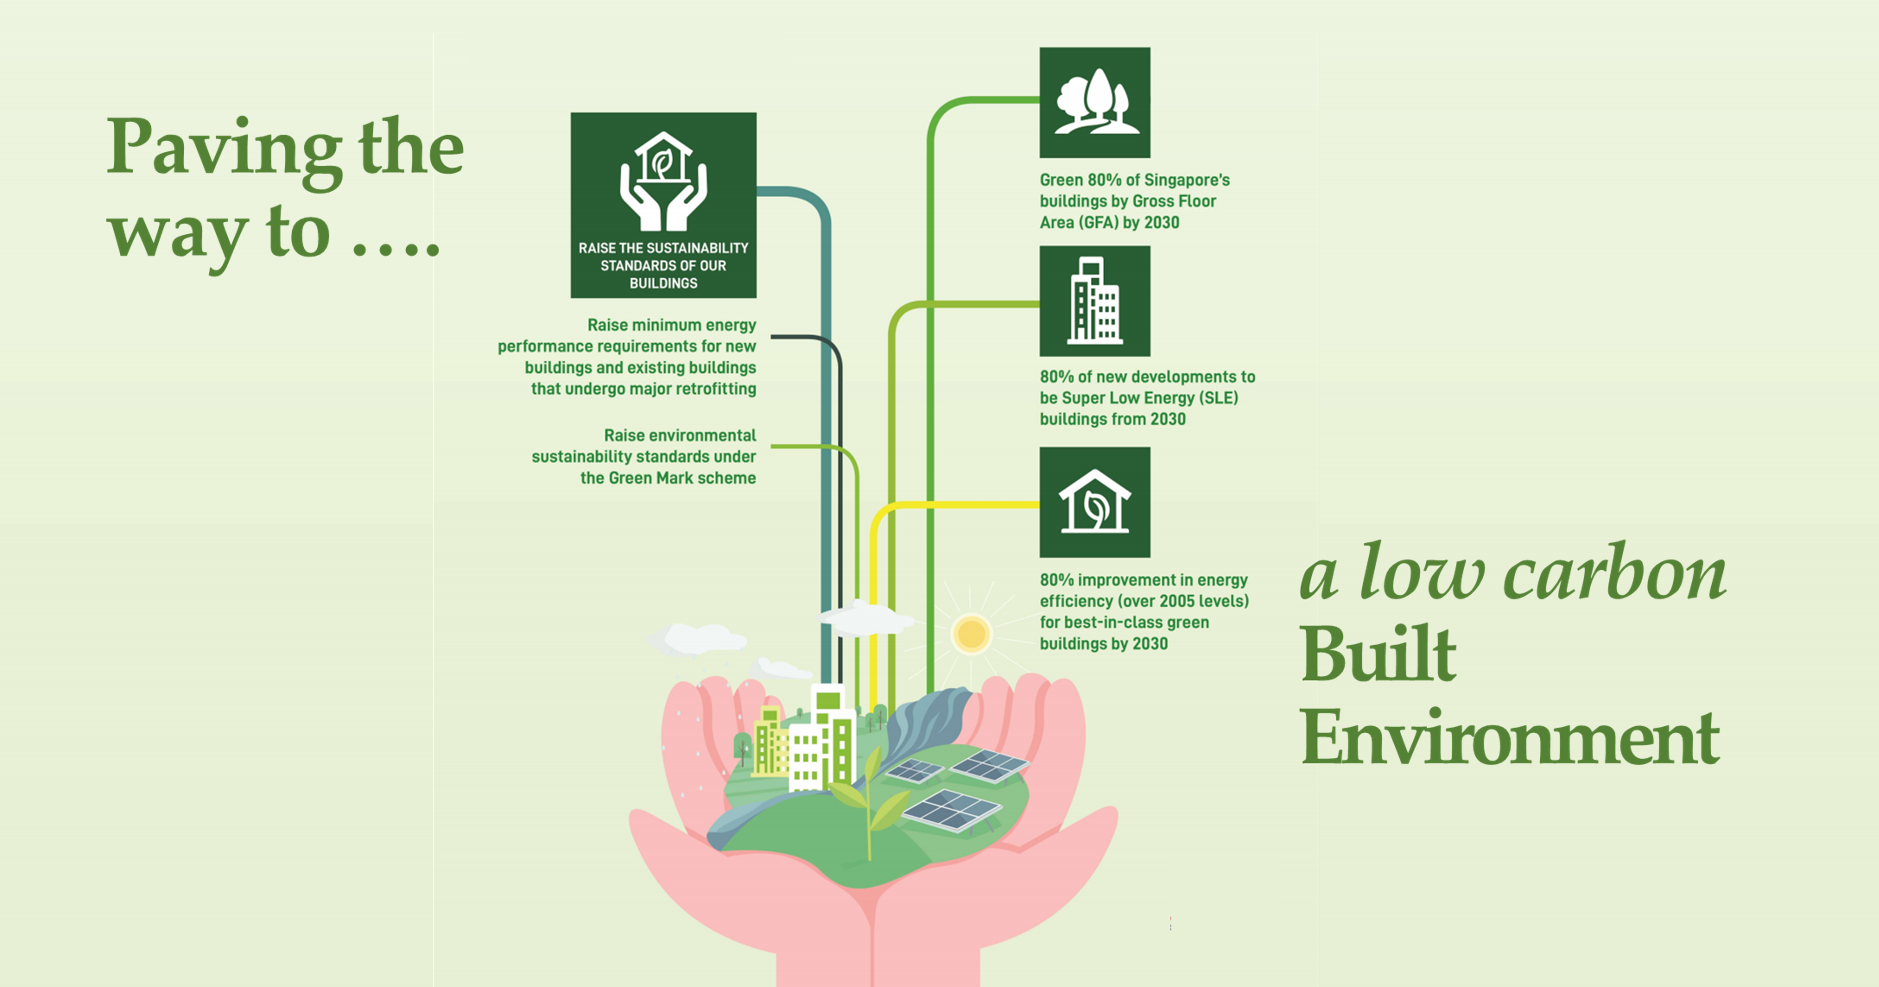 Paving the
way to ....
RAISE THE SUSTAINABILITY
STANDARDS OF OUR
BUILDINGS
Raise minimum energy
performance requirements for new
buildings and existing buildings
that undergo major retrofitting
Raise environmental
sustainability standards under
the Green Mark scheme
Green 80% of Singapore's
buildings by Gross Floor
Area (GFA) by 2030
80% of new developments to
be Super Low Energy (SLE)
buildings from 2030
80% improvement in energy
efficiency (over 2005 levels)
for best-in-class green
buildings by 2030
a low carbon
Built
Environment